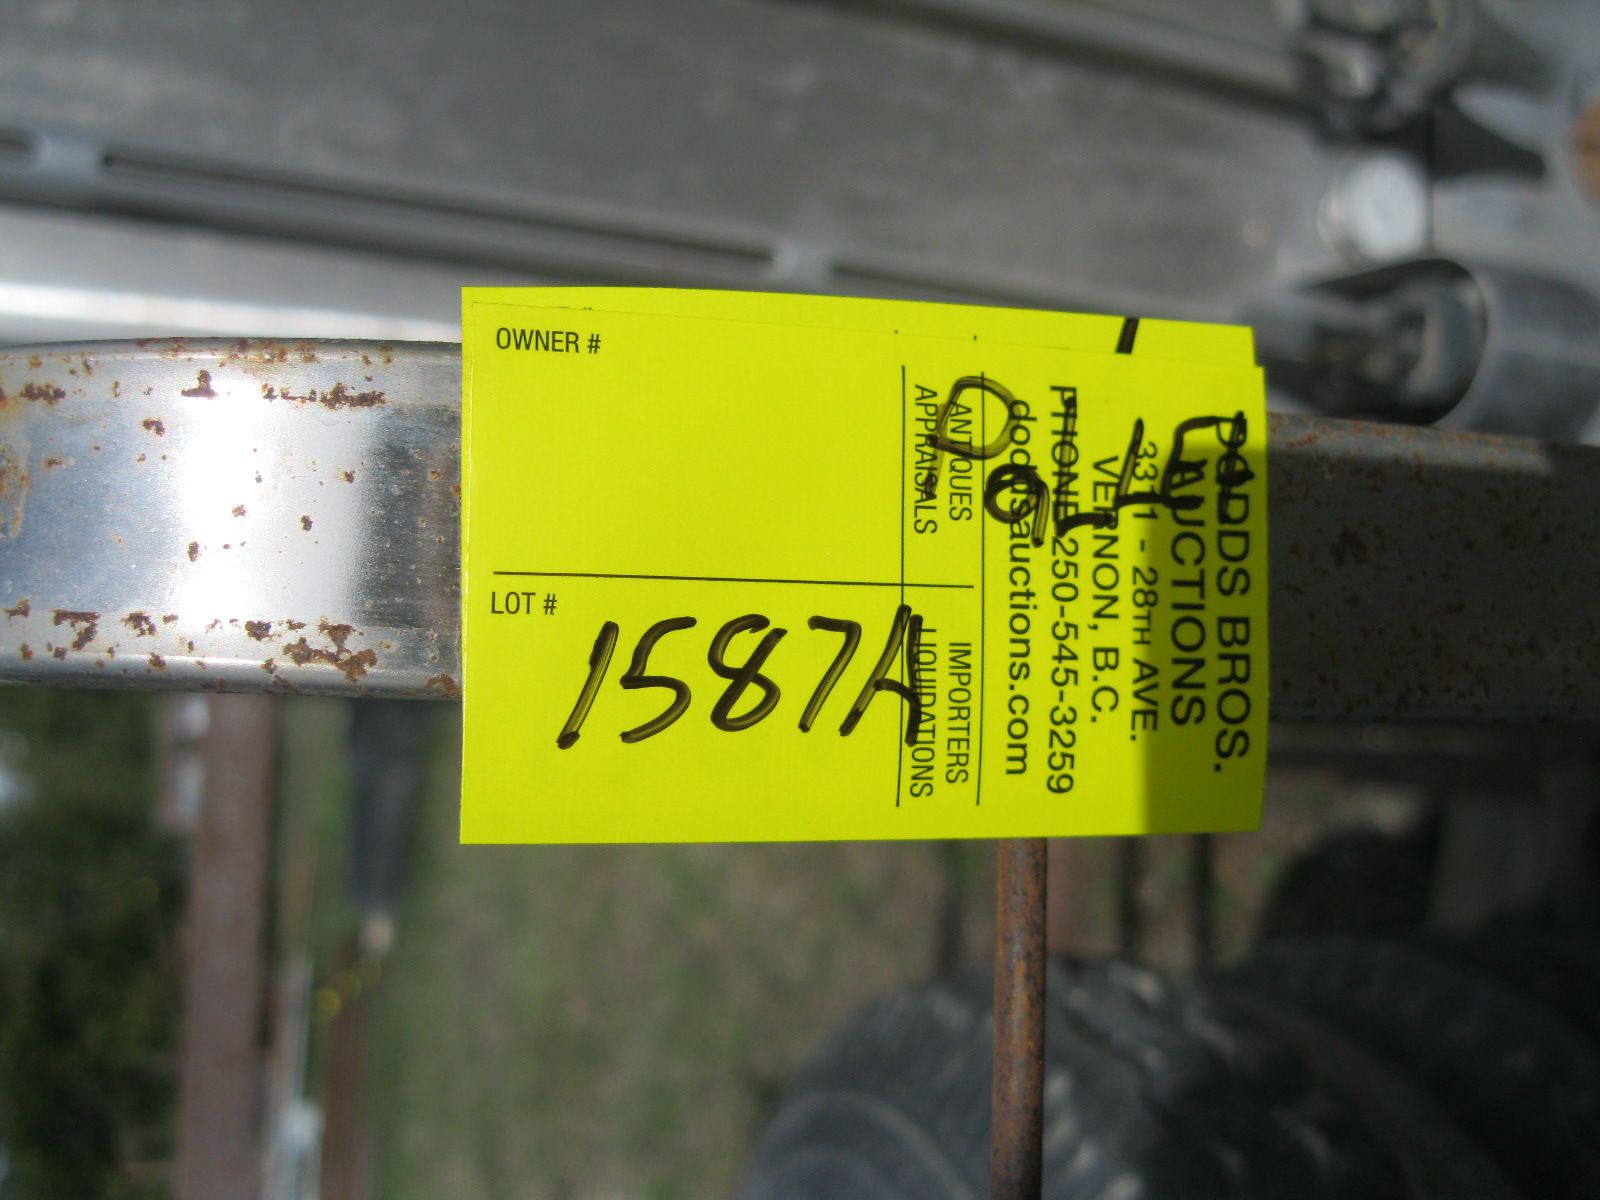 OWNER #
LOT #
1587A
DODDS BROS.
AUCTIONS
3311 - 28TH AVE.
VERNON, B.C.
PHONE 250-545-3259
doddsauctions.com
ANTIQUES IMPORTERS
APPRAISALS LIQUIDATIONS